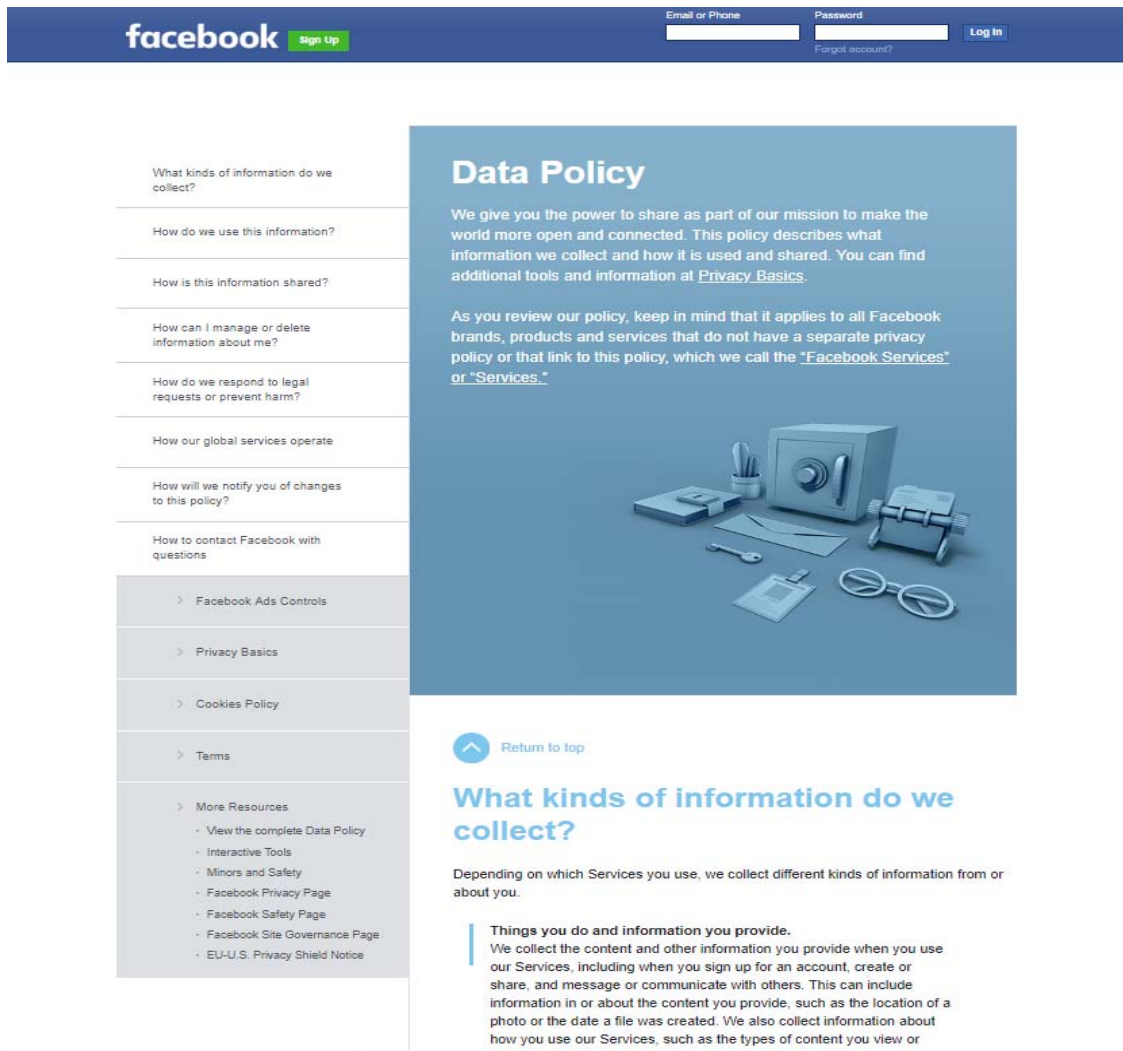 Email or Phone
Password
facebook
Sign Up
Log In
Forgot account?
What kinds of information do we
collect?
How do we use this information?
How is this information shared?
How can I manage or delete
information about me?
How do we respond to legal
requests or prevent harm?
How our global services operate
How will we notify you of changes
to this policy?
How to contact Facebook with
questions
Facebook Ads Controls
Privacy Basics
Cookies Policy
Terms
More Resources
View the complete Data Policy
Interactive Tools
Minors and Safety
Facebook Privacy Page
Facebook Safety Page
Facebook Site Governance Page
EU-U.S. Privacy Shield Notice
Data Policy
We give you the power to share as part of our mission to make the
world more open and connected. This policy describes what
information we collect and how it is used and shared. You can find
additional tools and information at Privacy Basics.
As you review our policy, keep in mind that it applies to all Facebook
brands, products and services that do not have a separate privacy
policy or that link to this policy, which we call the “Facebook Services”
or “Services.”
Return to top
What kinds of information do we
collect?
Depending on which Services you use, we collect different kinds of information from or
about you.
Things you do and information you provide.
We collect the content and other information you provide when you use
our Services, including when you sign up for an account, create or
share, and message or communicate with others. This can include
information in or about the content you provide, such as the location of a
photo or the date a file was created. We also collect information about
how you use our Services, such as the types of content you view or